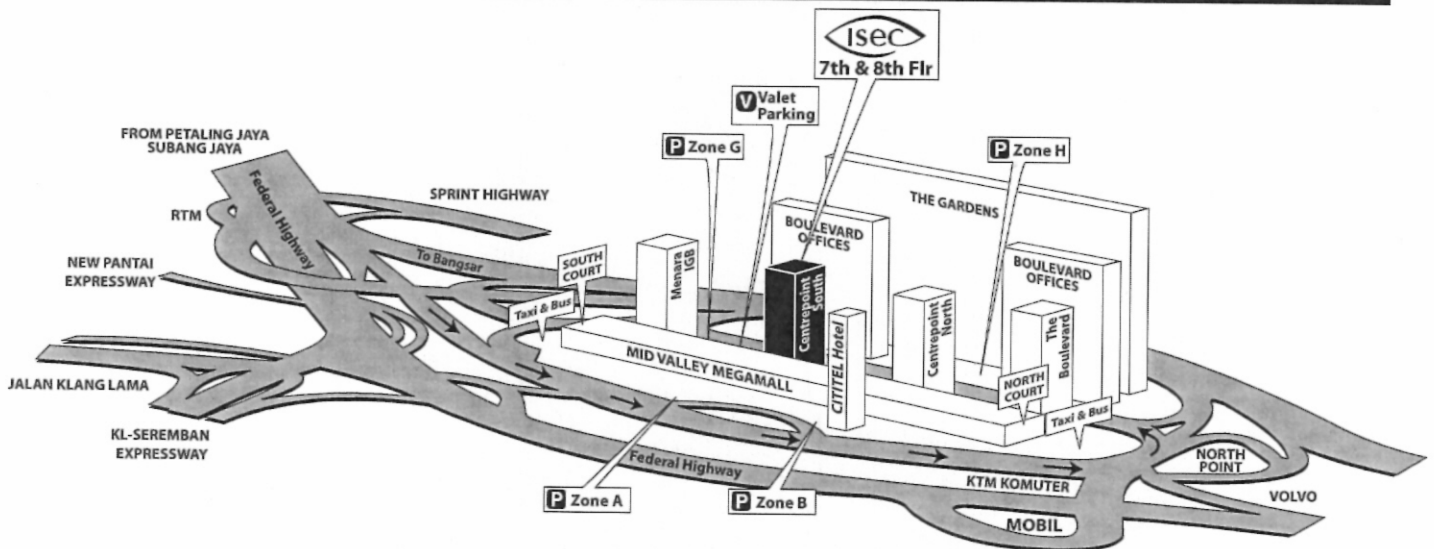 isec
7th & 8th Flr
V Valet
Parking
P Zone G
P Zone H
FROM PETALING JAYA
SUBANG JAYA
Federal Highway
SPRINT HIGHWAY
RTM
THE GARDENS
BOULEVARD
OFFICES
NEW PANTAI
EXPRESSWAY
To Bangsar
SOUTH
COURT
Menara
IGB
Centrepoint
South
BOULEVARD
OFFICES
Taxi & Bus
CITITEL Hotel
Centrepoint
North
The
Boulevard
MID VALLEY MEGAMALL
JALAN KLANG LAMA
NORTH
COURT
Taxi & Bus
KL-SEREMBAN
EXPRESSWAY
Federal Highway
KTM KOMUTER
NORTH
POINT
P Zone A
P Zone B
VOLVO
MOBIL